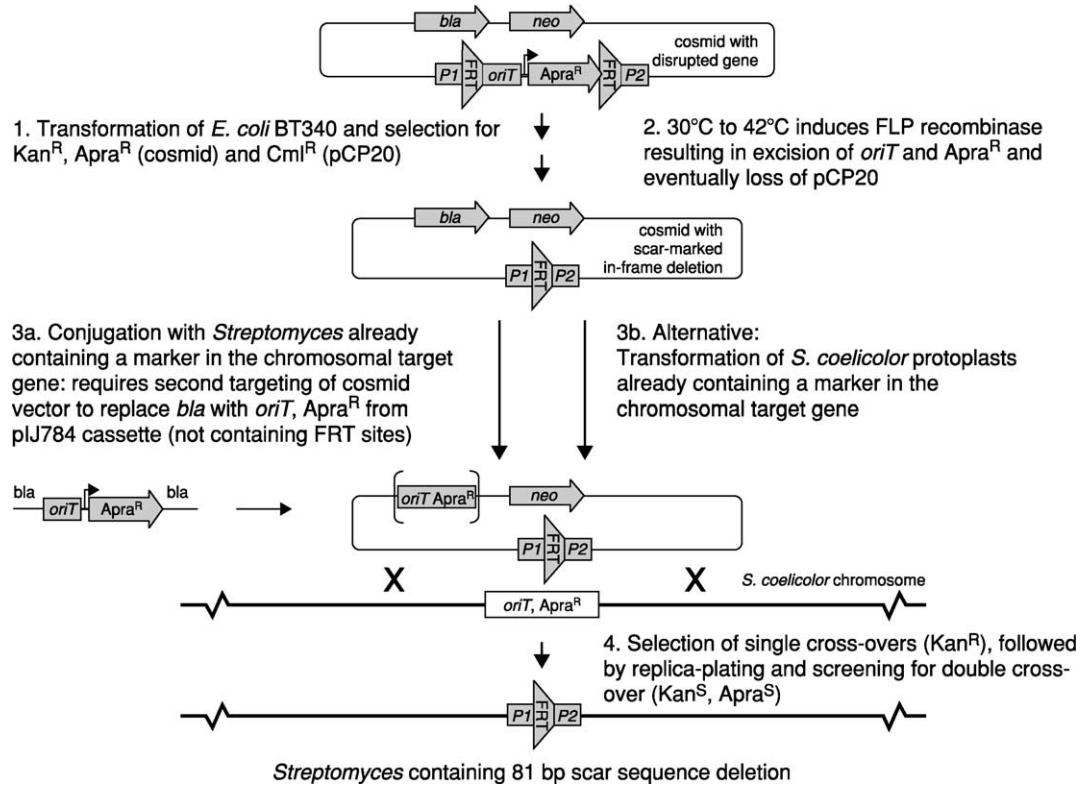 bla neo
cosmid with
disrupted gene
P1 FRT oriT Apra^R FRT P2
1. Transformation of E. coli BT340 and selection for
Kan^R, Apra^R (cosmid) and Cml^R (pCP20)
2. 30°C to 42°C induces FLP recombinase
resulting in excision of oriT and Apra^R and
eventually loss of pCP20
bla neo
cosmid with
scar-marked
in-frame deletion
P1 FRT P2
3a. Conjugation with Streptomyces already
containing a marker in the chromosomal target
gene: requires second targeting of cosmid
vector to replace bla with oriT, Apra^R from
pIJ784 cassette (not containing FRT sites)
3b. Alternative:
Transformation of S. coelicolor protoplasts
already containing a marker in the
chromosomal target gene
bla oriT Apra^R bla
oriT Apra^R neo
P1 FRT P2
X X
S. coelicolor chromosome
oriT, Apra^R
4. Selection of single cross-overs (Kan^R), followed
by replica-plating and screening for double cross-
over (Kan^S, Apra^S)
P1 FRT P2
Streptomyces containing 81 bp scar sequence deletion